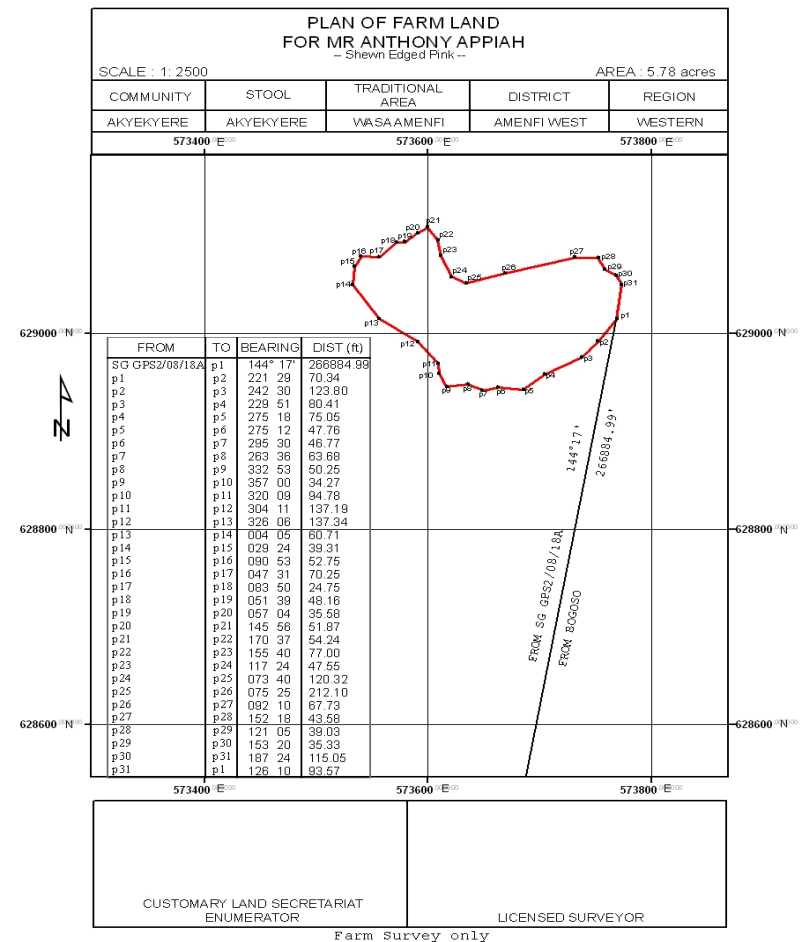 PLAN OF FARM LAND
FOR MR ANTHONY APPIAH
-- Shewn Edged Pink --
SCALE : 1: 2500 AREA : 5.78 acres
COMMUNITY STOOL TRADITIONAL AREA DISTRICT REGION
AKYEKYERE AKYEKYERE WASA AMENFI AMENFI WEST WESTERN
573400 E 573600 E 573800 E
p21
p20 p22
p18 p19
p16 p17 p23
p15
p27 p28
p24 p26 p29
p25 p30
p14 p31
p13 p1
629000 N 629000 N
p12 p2
p11 p3
p10 p4
p9 p8 p7 p6 p5
FROM TO BEARING DIST (ft)
SG GPS2/08/18A p1 144° 17' 266884.99
p1 p2 221 29 70.34
p2 p3 242 30 123.80
p3 p4 229 51 80.41
p4 p5 275 18 75.05
p5 p6 275 12 47.76
p6 p7 295 30 46.77
p7 p8 263 36 63.68
p8 p9 332 53 50.25
p9 p10 357 00 34.27
p10 p11 320 09 94.78
p11 p12 304 11 137.19
p12 p13 326 06 137.34
p13 p14 004 05 60.71
p14 p15 029 24 39.31
p15 p16 090 53 52.75
p16 p17 047 31 70.25
p17 p18 083 50 24.75
p18 p19 051 39 48.16
p19 p20 057 04 35.58
p20 p21 145 56 51.87
p21 p22 170 37 54.24
p22 p23 155 40 77.00
p23 p24 117 24 47.55
p24 p25 073 40 120.32
p25 p26 075 25 212.10
p26 p27 092 10 67.73
p27 p28 152 18 43.58
p28 p29 121 05 39.03
p29 p30 153 20 35.33
p30 p31 187 24 115.05
p31 p1 126 10 93.57
N
144°17'
266884.99'
628800 N 628800 N
FROM SG GPS2/08/18A
FROM BOGOSO
628600 N 628600 N
573400 E 573600 E 573800 E
CUSTOMARY LAND SECRETARIAT
ENUMERATOR
LICENSED SURVEYOR
Farm Survey only